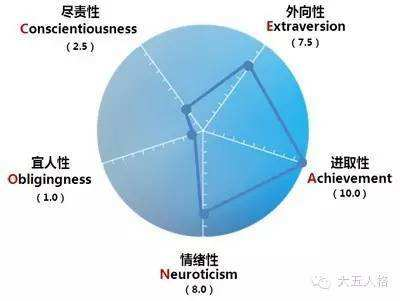 尽责性
Conscientiousness
(2.5)
外向性
Extraversion
(7.5)
宜人性
Obligingness
(1.0)
进取性
Achievement
(10.0)
情绪性
Neuroticism
(8.0)
大五人格